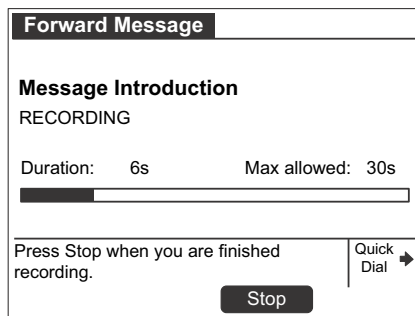 Forward Message
Message Introduction
RECORDING
Duration: 6s Max allowed: 30s
Press Stop when you are finished
recording.
Quick
Dial
Stop